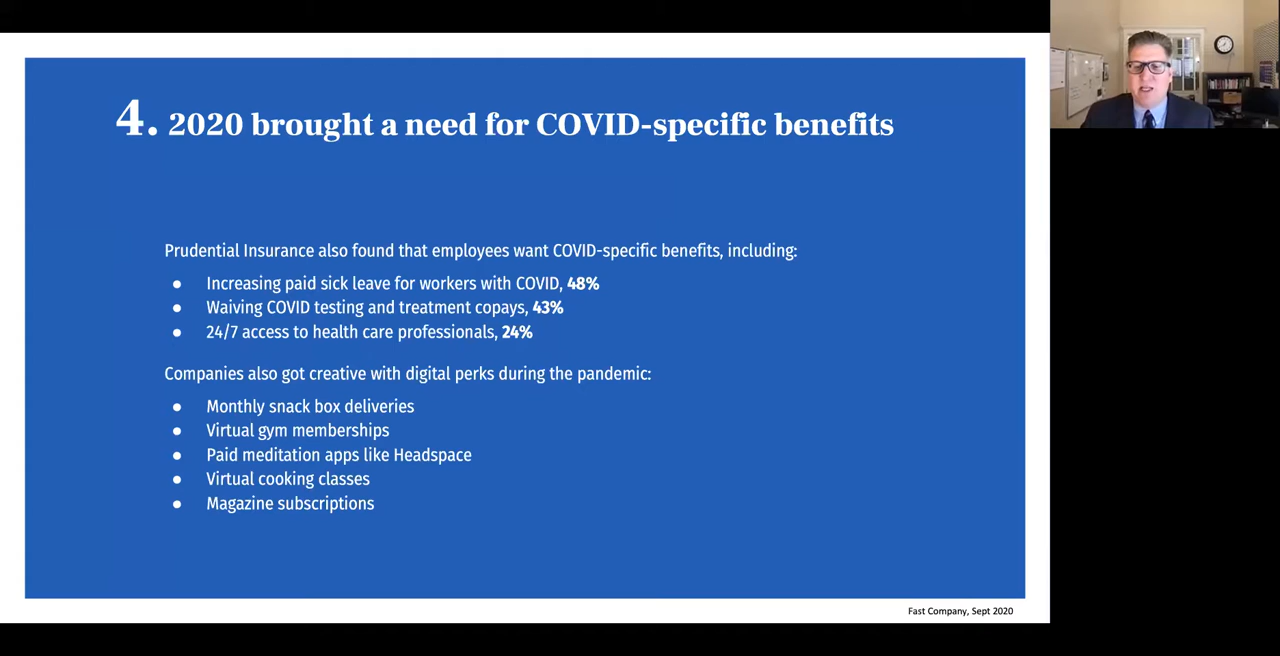 4. 2020 brought a need for COVID-specific benefits
Prudential Insurance also found that employees want COVID-specific benefits, including:
● Increasing paid sick leave for workers with COVID, 48%
● Waiving COVID testing and treatment copays, 43%
● 24/7 access to health care professionals, 24%
Companies also got creative with digital perks during the pandemic:
● Monthly snack box deliveries
● Virtual gym memberships
● Paid meditation apps like Headspace
● Virtual cooking classes
● Magazine subscriptions
Fast Company, Sept 2020